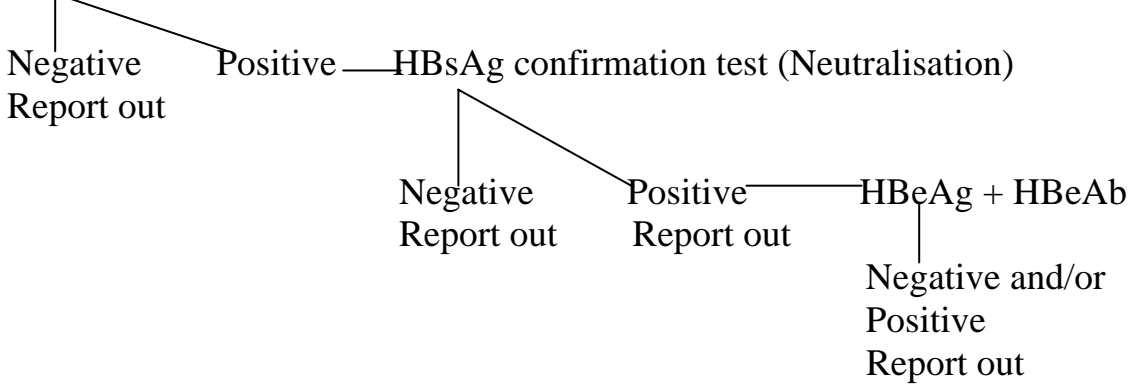 Negative Positive HBsAg confirmation test (Neutralisation)
Report out
Negative Positive HBeAg + HBeAb
Report out Report out
Negative and/or
Positive
Report out